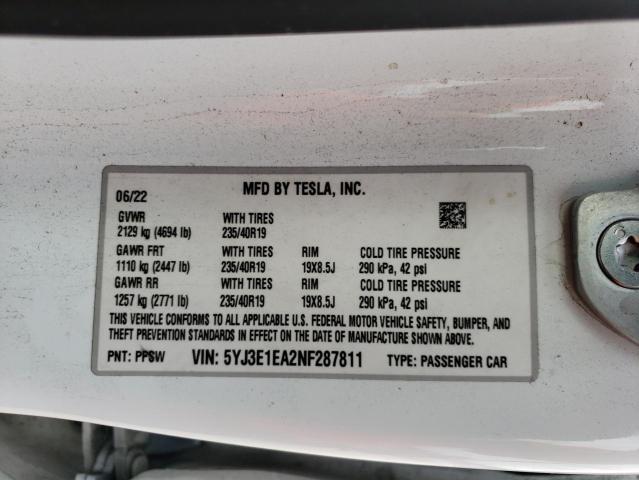 06/22 MFD BY TESLA, INC.
GVWR WITH TIRES
2129 kg (4694 lb) 235/40R19
GAWR FRT WITH TIRES RIM COLD TIRE PRESSURE
1110 kg (2447 lb) 235/40R19 19X8.5J 290 kPa, 42 psi
GAWR RR WITH TIRES RIM COLD TIRE PRESSURE
1257 kg (2771 lb) 235/40R19 19X8.5J 290 kPa, 42 psi
THIS VEHICLE CONFORMS TO ALL APPLICABLE U.S. FEDERAL MOTOR VEHICLE SAFETY, BUMPER, AND
THEFT PREVENTION STANDARDS IN EFFECT ON THE DATE OF MANUFACTURE SHOWN ABOVE.
PNT: PPSW VIN: 5YJ3E1EA2NF287811 TYPE: PASSENGER CAR